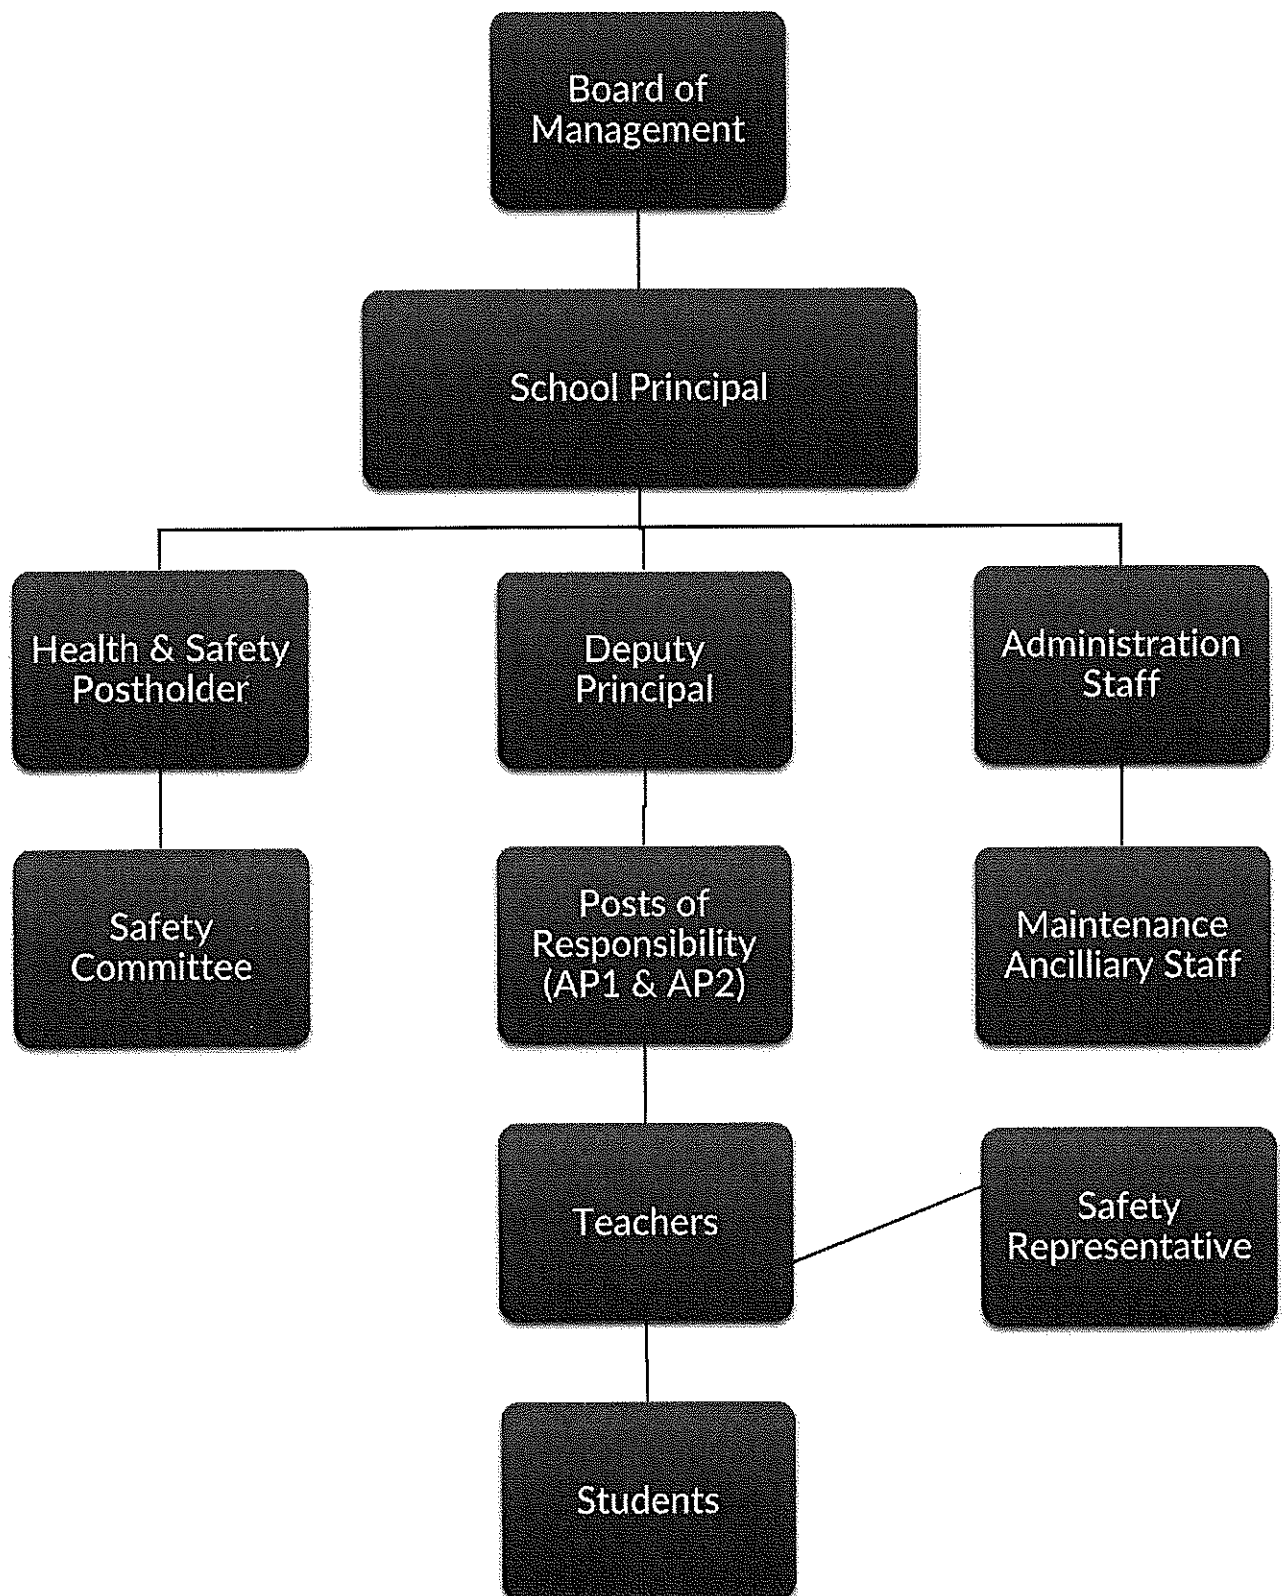 Board of
Management
School Principal
Health & Safety
Postholder
Deputy
Principal
Administration
Staff
Safety
Committee
Posts of
Responsibility
(AP1 & AP2)
Maintenance
Ancilliary Staff
Teachers
Safety
Representative
Students